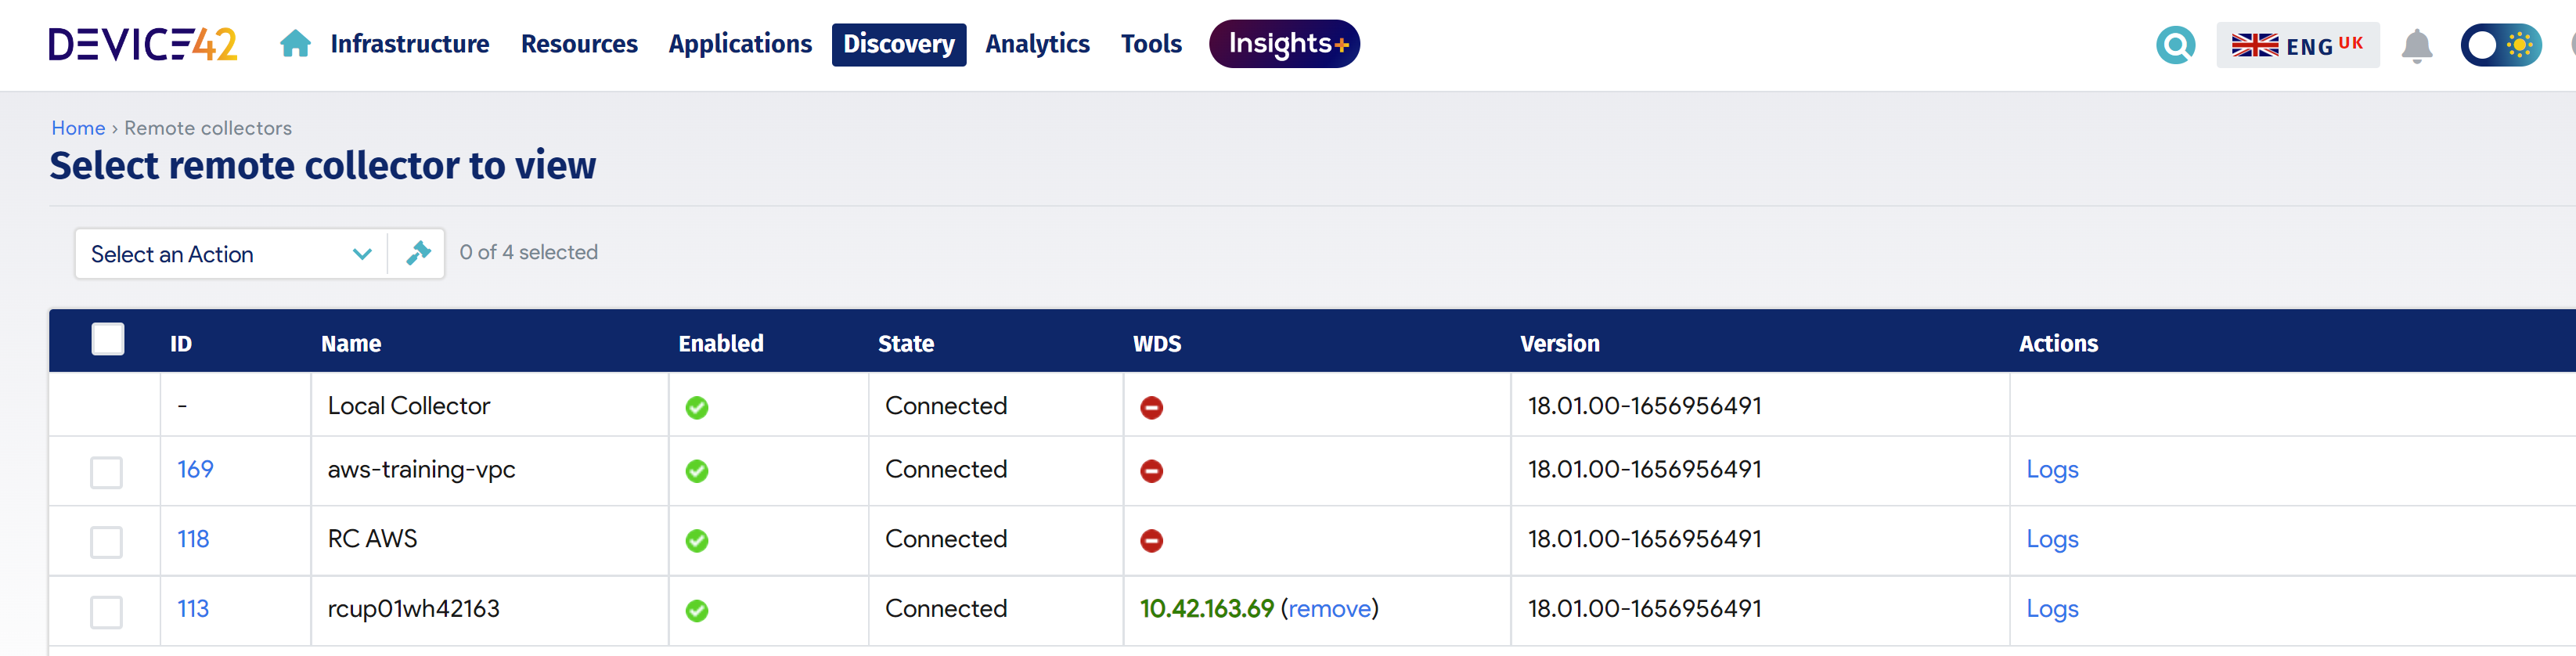 DEVICE42 Infrastructure Resources Applications Discovery Analytics Tools Insights+ ENG UK
Home › Remote collectors
Select remote collector to view
Select an Action 0 of 4 selected
ID Name Enabled State WDS Version Actions
- Local Collector Connected 18.01.00-1656956491
169 aws-training-vpc Connected 18.01.00-1656956491 Logs
118 RC AWS Connected 18.01.00-1656956491 Logs
113 rcup01wh42163 Connected 10.42.163.69 (remove) 18.01.00-1656956491 Logs